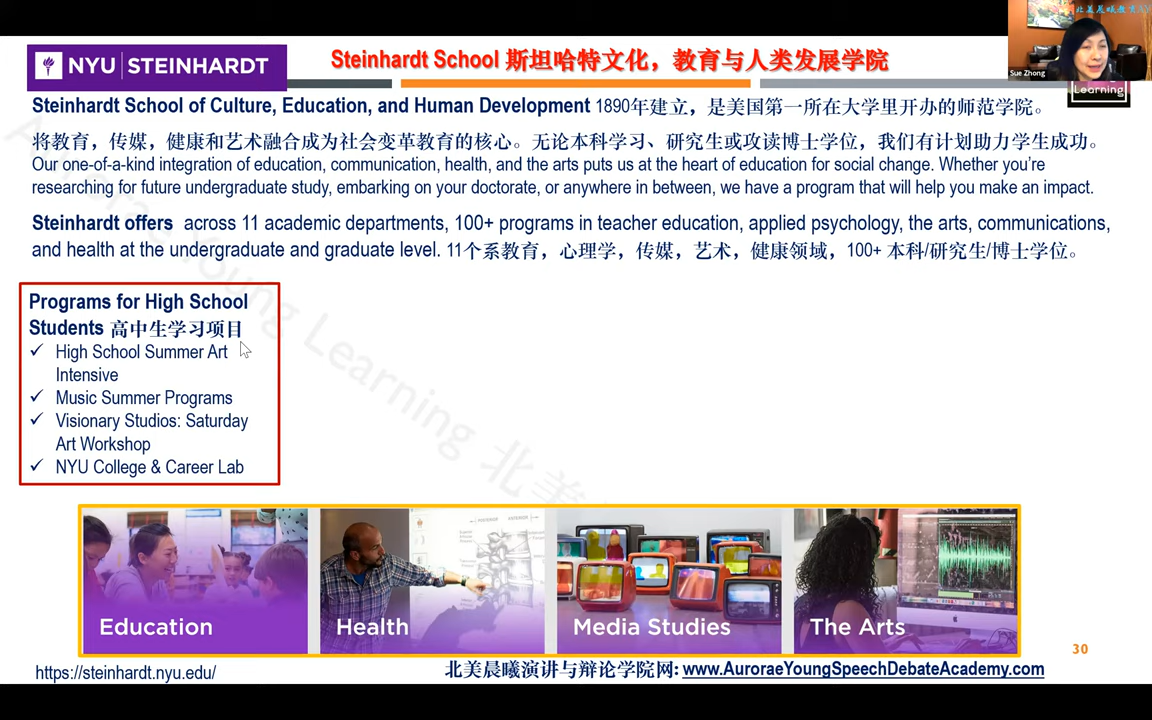 北美晨曦教育
Sue Zhong
NYU STEINHARDT
Steinhardt School 斯坦哈特文化，教育与人类发展学院
Learning
Steinhardt School of Culture, Education, and Human Development 1890年建立，是美国第一所在大学里开办的师范学院。
将教育，传媒，健康和艺术融合成为社会变革教育的核心。无论本科学习、研究生或攻读博士学位，我们有计划助力学生成功。
Our one-of-a-kind integration of education, communication, health, and the arts puts us at the heart of education for social change. Whether you're
researching for future undergraduate study, embarking on your doctorate, or anywhere in between, we have a program that will help you make an impact.
Steinhardt offers across 11 academic departments, 100+ programs in teacher education, applied psychology, the arts, communications,
and health at the undergraduate and graduate level. 11个系教育，心理学，传媒，艺术，健康领域，100+ 本科/研究生/博士学位。
Programs for High School
Students 高中生学习项目
✓ High School Summer Art
Intensive
✓ Music Summer Programs
✓ Visionary Studios: Saturday
Art Workshop
✓ NYU College & Career Lab
Young Learning 北美
Education
Health
Media Studies
The Arts
30
https://steinhardt.nyu.edu/
北美晨曦演讲与辩论学院网: www.AuroraeYoungSpeechDebateAcademy.com